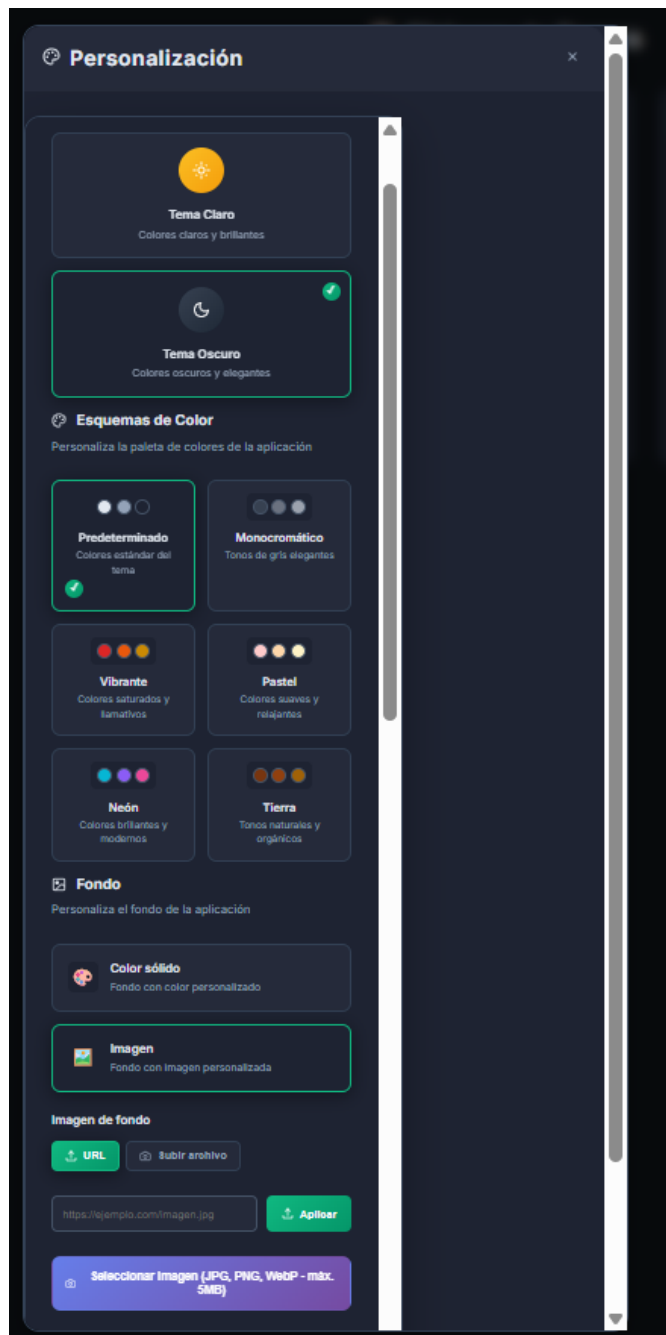 Personalización
Tema Claro
Colores claros y brillantes
Tema Oscuro
Colores oscuros y elegantes
Esquemas de Color
Personaliza la paleta de colores de la aplicación
Predeterminado
Colores estándar del
tema
Monocromático
Tonos de gris elegantes
Vibrante
Colores saturados y
llamativos
Pastel
Colores suaves y
relajantes
Neón
Colores brillantes y
modernos
Tierra
Tonos naturales y
orgánicos
Fondo
Personaliza el fondo de la aplicación
Color sólido
Fondo con color personalizado
Imagen
Fondo con imagen personalizada
Imagen de fondo
URL
Subir archivo
https://ejemplo.com/imagen.jpg
Aplicar
Seleccionar Imagen (JPG, PNG, WebP - máx.
5MB)